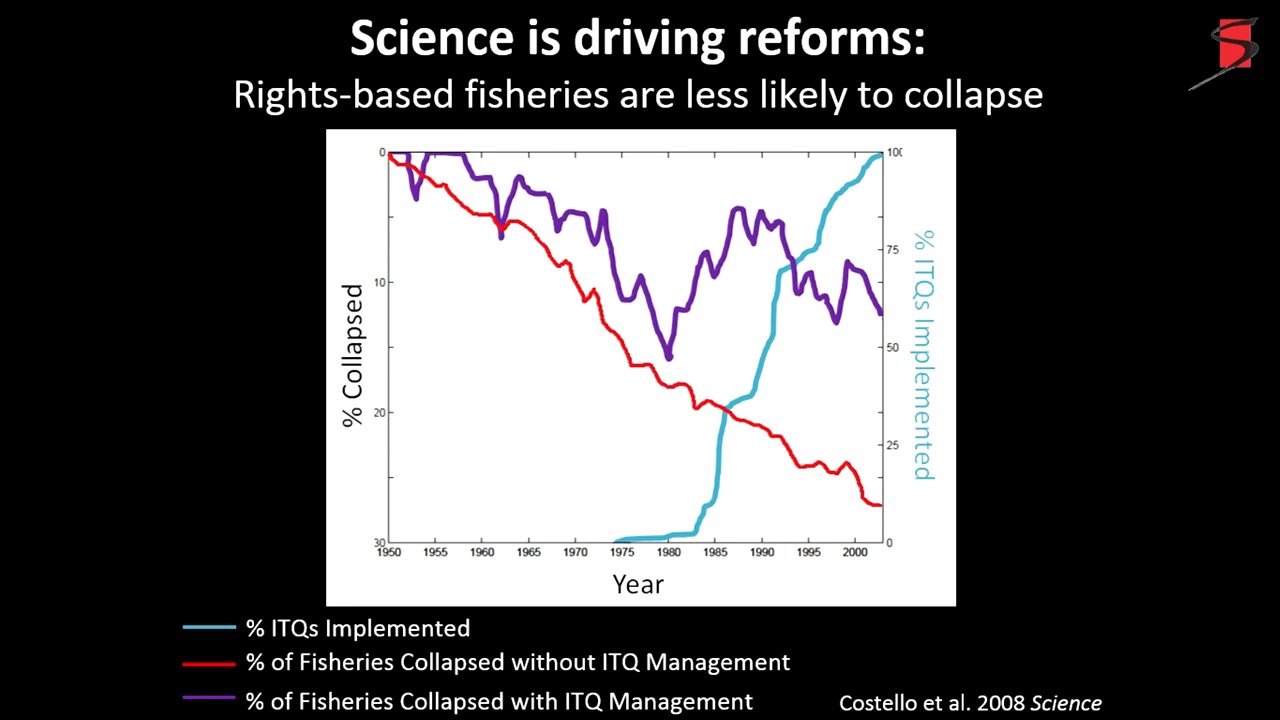 Science is driving reforms:
Rights-based fisheries are less likely to collapse
0
10
20
30
% Collapsed
100
75
50
25
0
% ITQs Implemented
1950 1955 1960 1965 1970 1975 1980 1985 1990 1995 2000
Year
% ITQs Implemented
% of Fisheries Collapsed without ITQ Management
% of Fisheries Collapsed with ITQ Management
Costello et al. 2008 Science